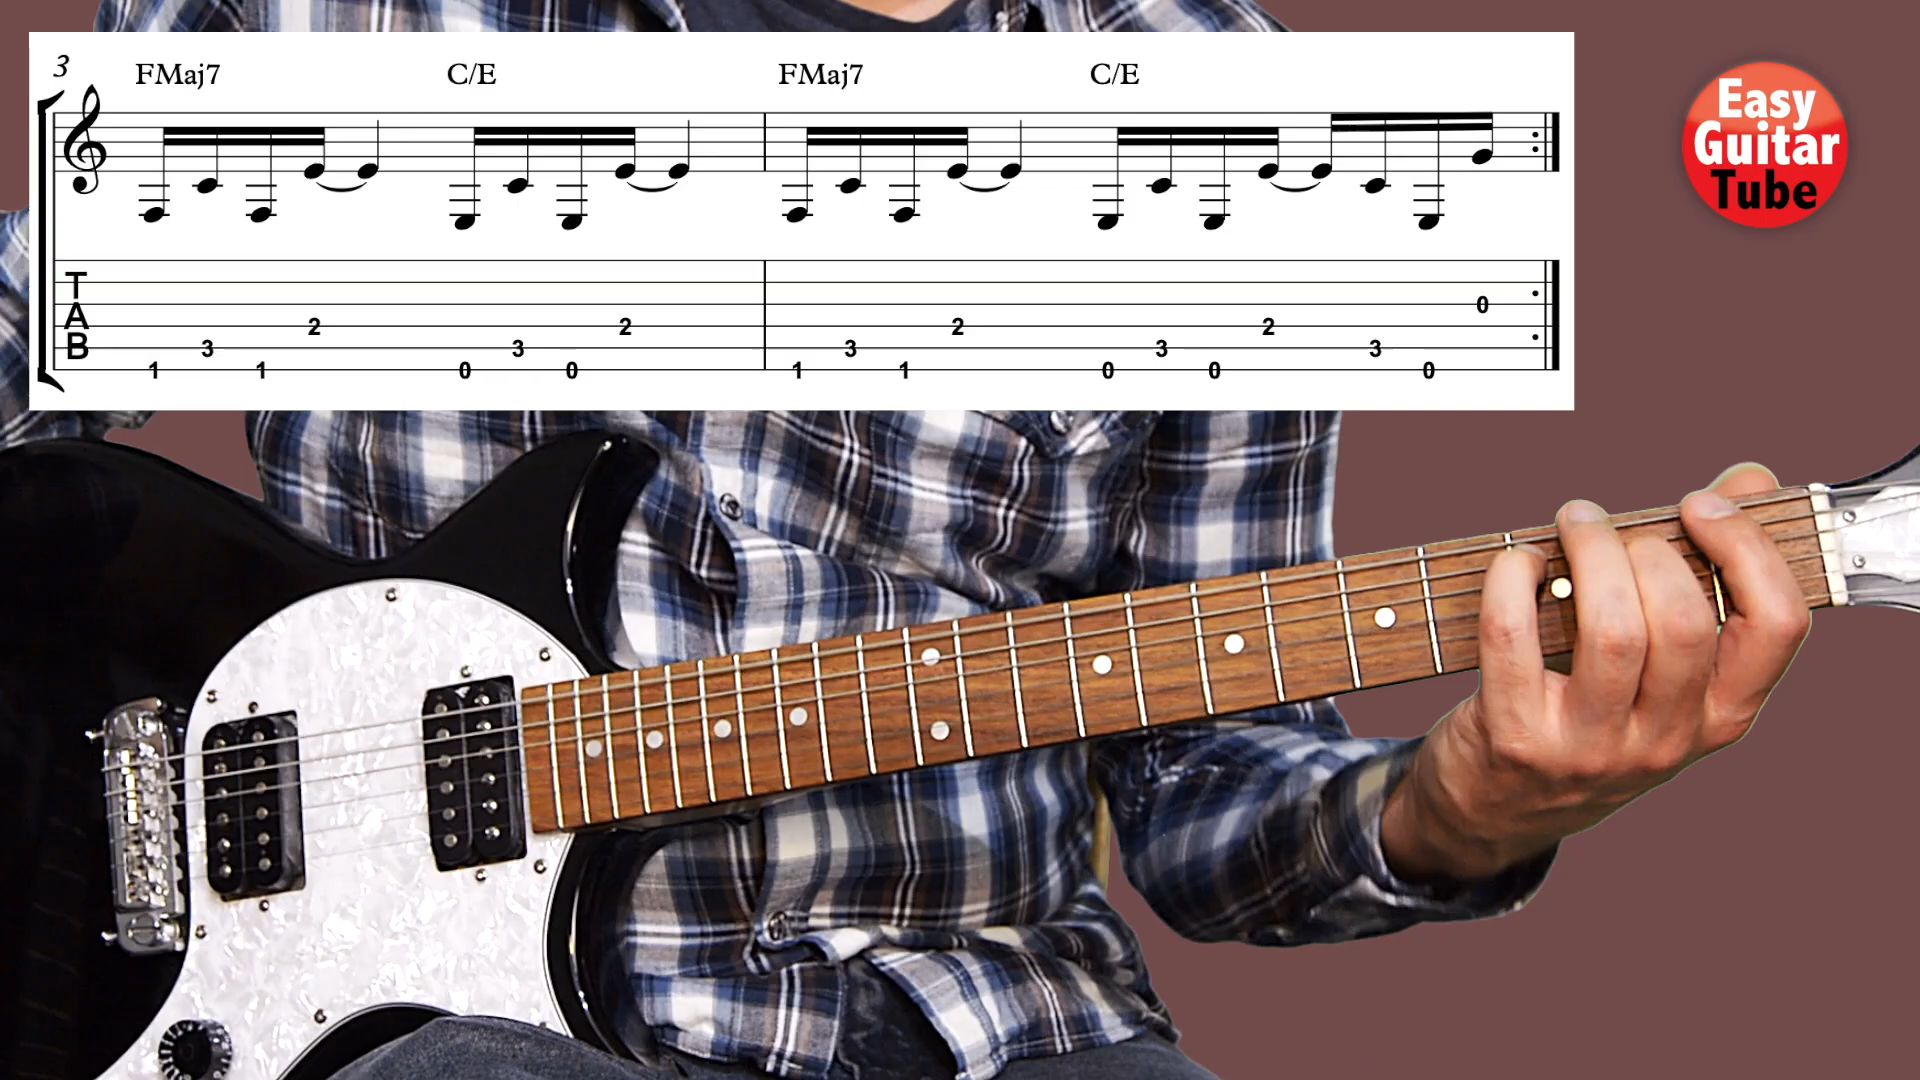 3 FMaj7 C/E FMaj7 C/E
T
A
B
0
2 2 2 2
3 3 3 3 3
1 1 0 0 1 1 0 0 0
Easy
Guitar
Tube